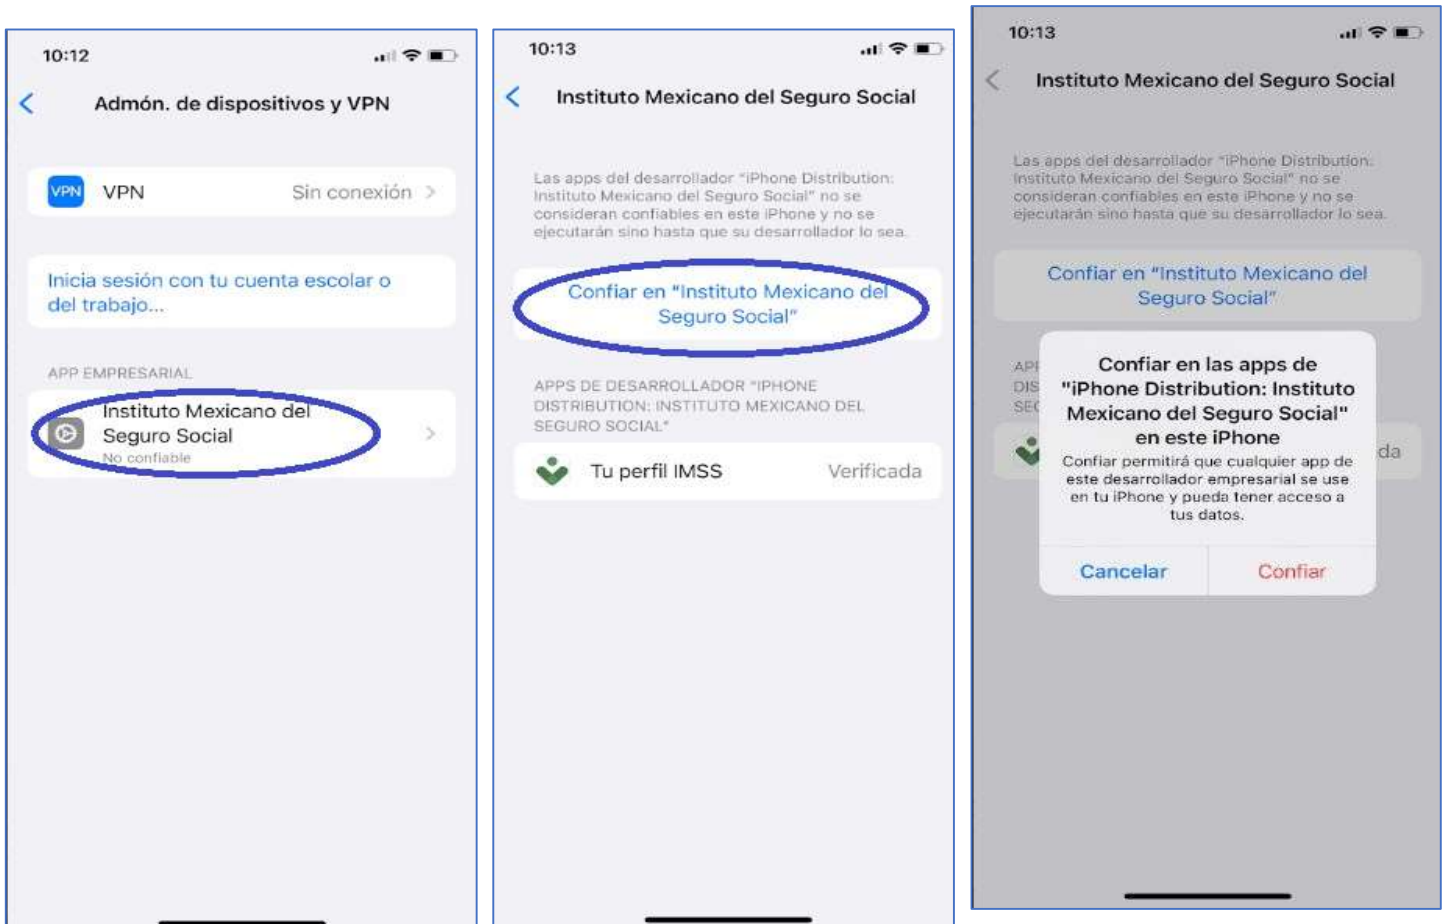 10:12
Admón. de dispositivos y VPN
VPN VPN Sin conexión
Inicia sesión con tu cuenta escolar o
del trabajo...
APP EMPRESARIAL
Instituto Mexicano del
Seguro Social
No confiable
10:13
Instituto Mexicano del Seguro Social
Las apps del desarrollador "iPhone Distribution:
Instituto Mexicano del Seguro Social" no se
consideran confiables en este iPhone y no se
ejecutarán sino hasta que su desarrollador lo sea.
Confiar en "Instituto Mexicano del
Seguro Social"
APPS DE DESARROLLADOR "IPHONE
DISTRIBUTION: INSTITUTO MEXICANO DEL
SEGURO SOCIAL"
Tu perfil IMSS Verificada
10:13
Instituto Mexicano del Seguro Social
Las apps del desarrollador "iPhone Distribution:
Instituto Mexicano del Seguro Social" no se
consideran confiables en este iPhone y no se
ejecutarán sino hasta que su desarrollador lo sea.
Confiar en "Instituto Mexicano del
Seguro Social"
AP
DIS
SEG
da
Confiar en las apps de
"iPhone Distribution: Instituto
Mexicano del Seguro Social"
en este iPhone
Confiar permitirá que cualquier app de
este desarrollador empresarial se use
en tu iPhone y pueda tener acceso a
tus datos.
Cancelar Confiar